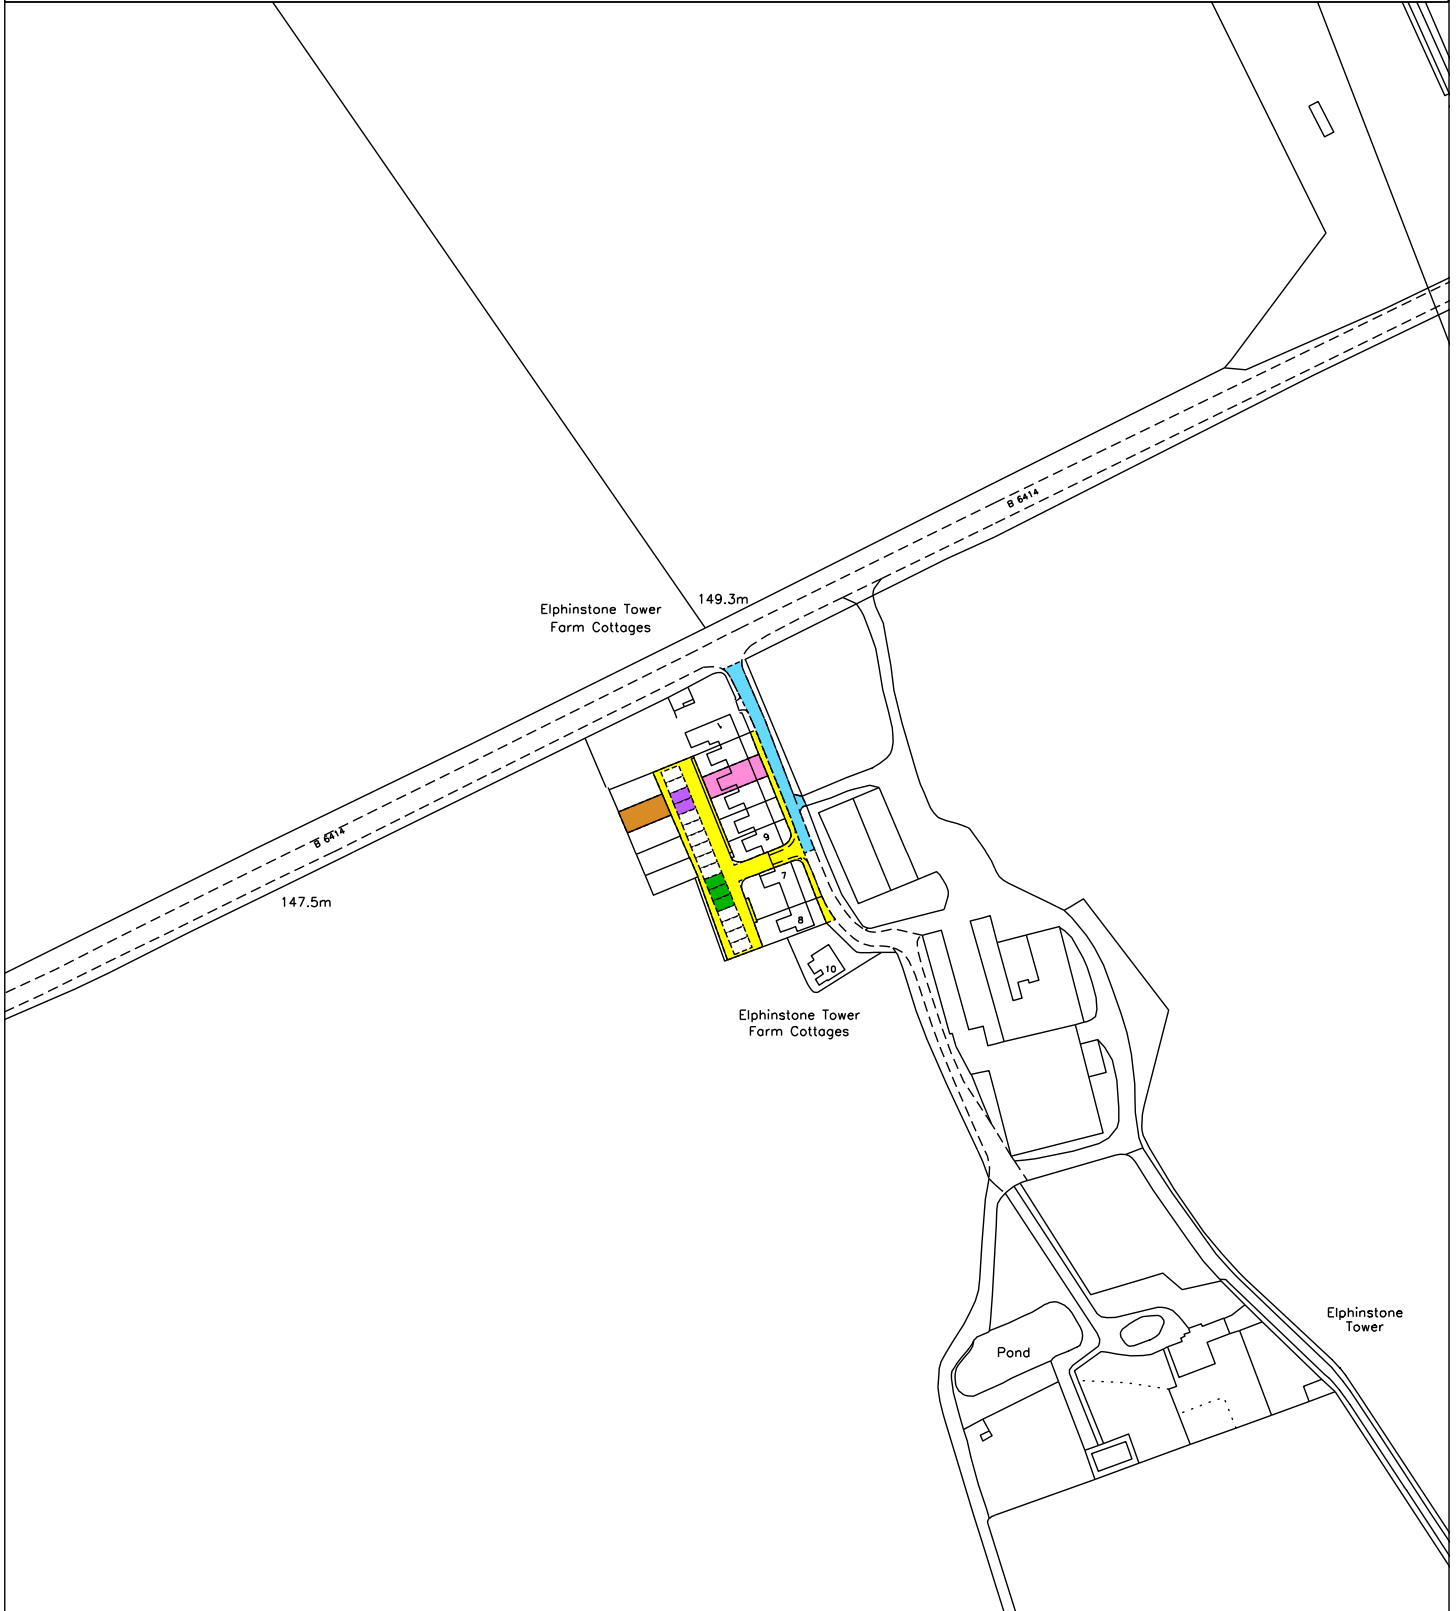 B 6414
149.3m
Elphinstone Tower
Farm Cottages
1
B 6414
9
7
147.5m
8
10
Elphinstone Tower
Farm Cottages
Elphinstone
Tower
Pond